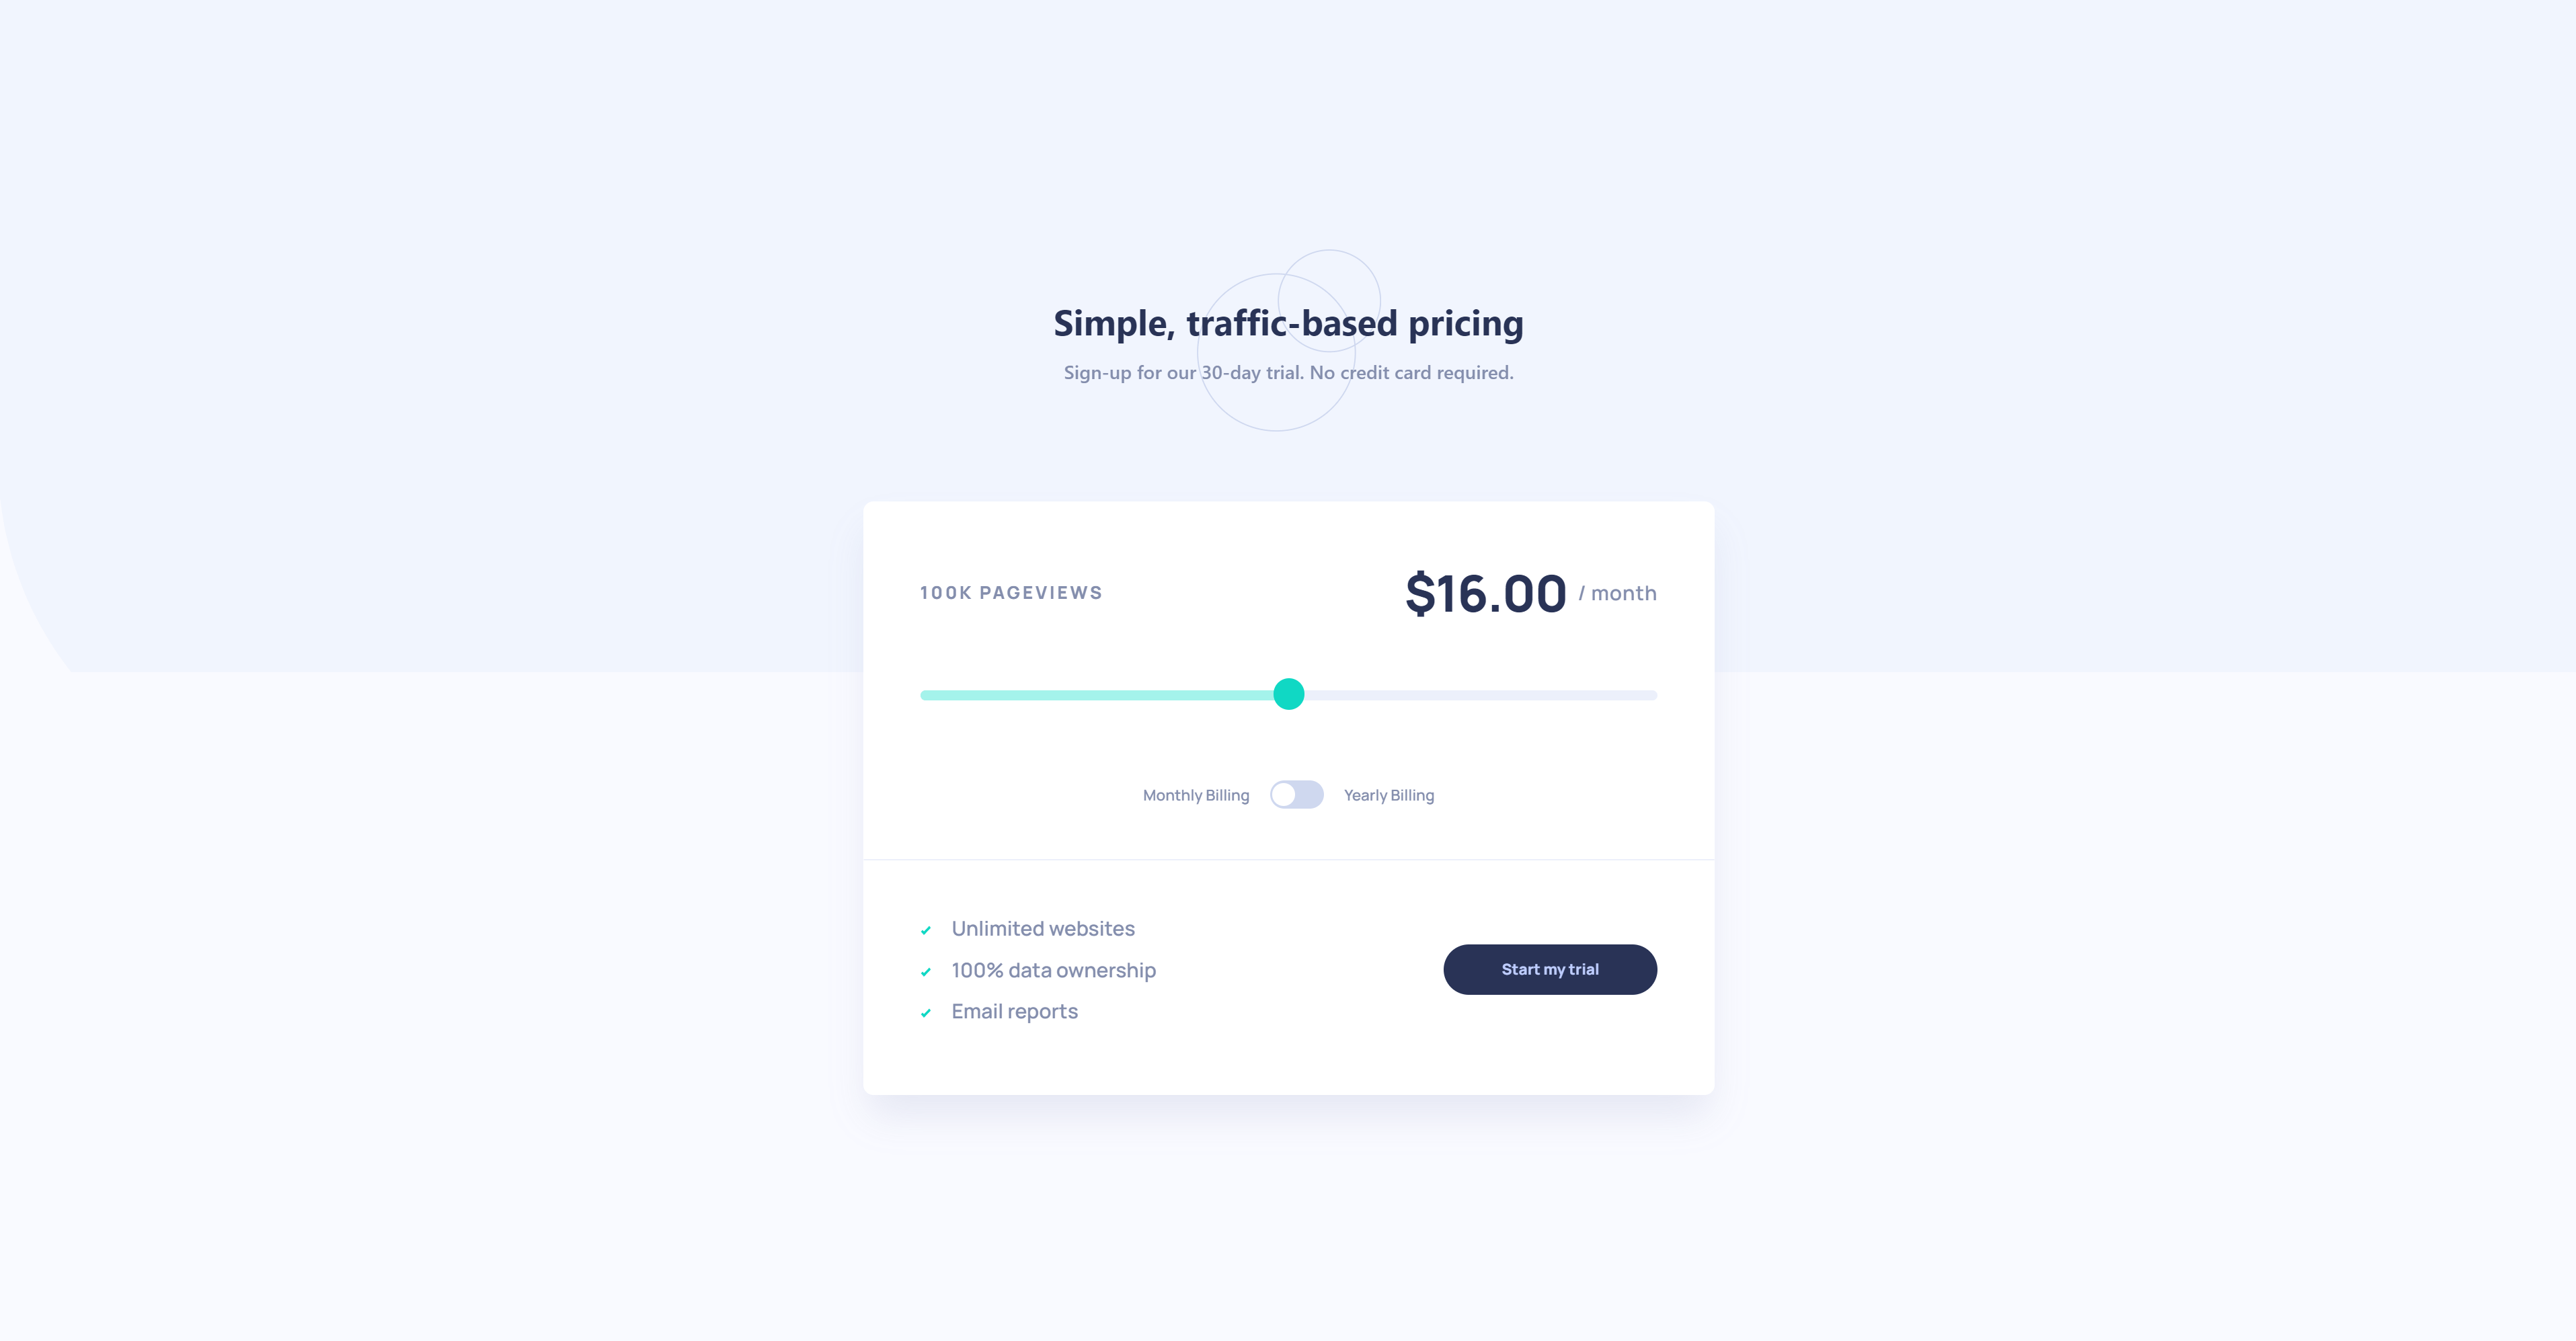 Simple, traffic-based pricing
Sign-up for our 30-day trial. No credit card required.
100K PAGEVIEWS
$16.00 / month
Monthly Billing
Yearly Billing
Unlimited websites
100% data ownership
Email reports
Start my trial